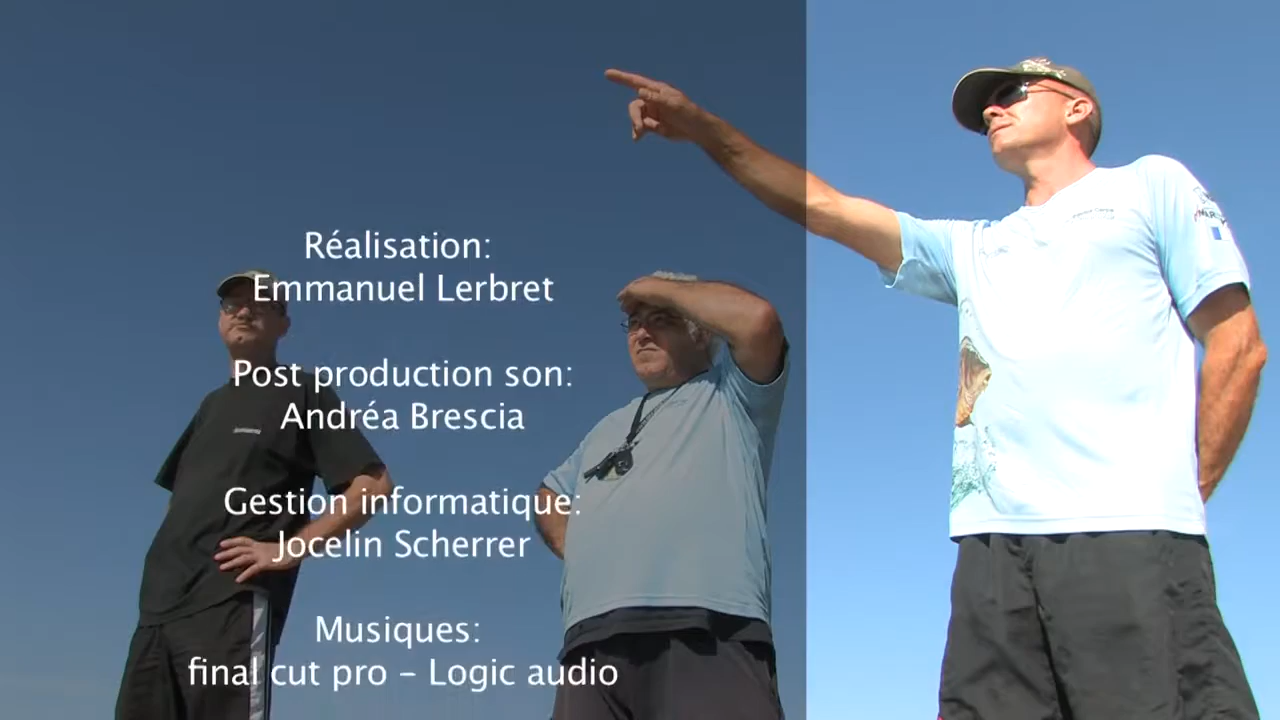 Réalisation:
Emmanuel Lerbret
Post production son:
Andréa Brescia
Gestion informatique:
Jocelin Scherrer
Musiques:
final cut pro – Logic audio